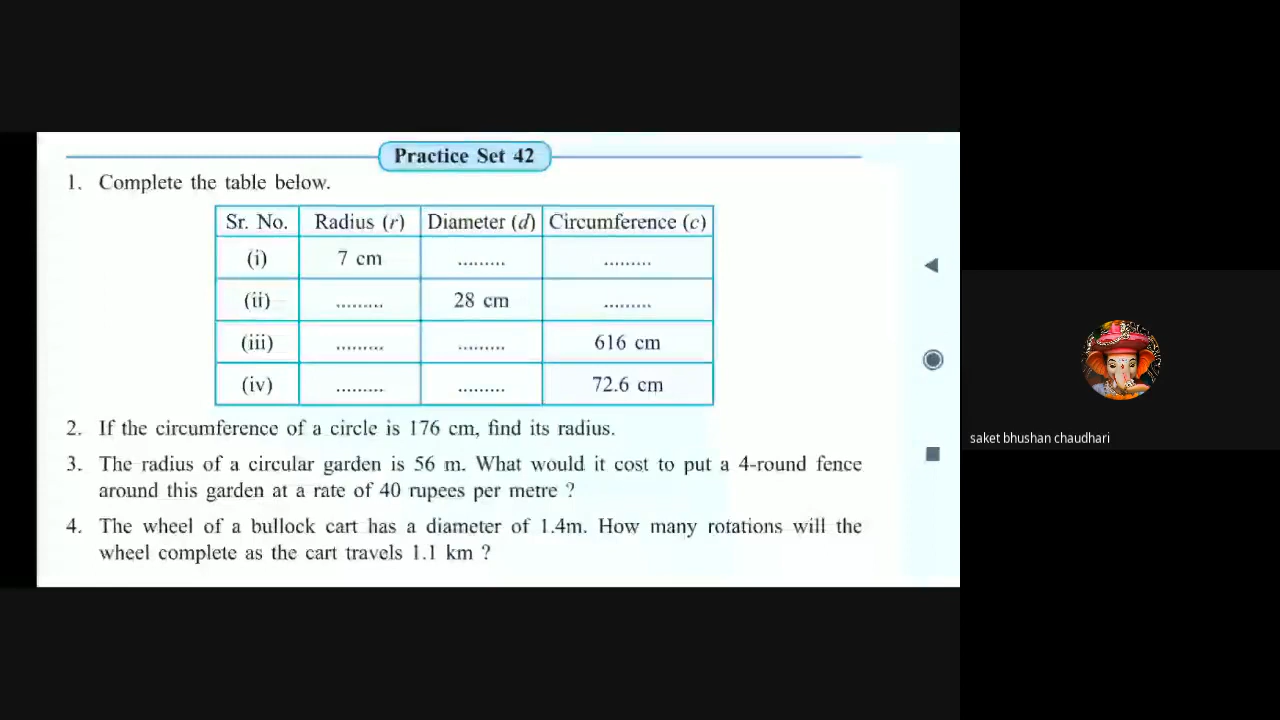 Practice Set 42
1. Complete the table below.
Sr. No. Radius (r) Diameter (d) Circumference (c)
(i) 7 cm ......... .........
(ii) ......... 28 cm .........
(iii) ......... ......... 616 cm
(iv) ......... ......... 72.6 cm
2. If the circumference of a circle is 176 cm, find its radius.
3. The radius of a circular garden is 56 m. What would it cost to put a 4-round fence
around this garden at a rate of 40 rupees per metre ?
4. The wheel of a bullock cart has a diameter of 1.4m. How many rotations will the
wheel complete as the cart travels 1.1 km ?
saket bhushan chaudhari